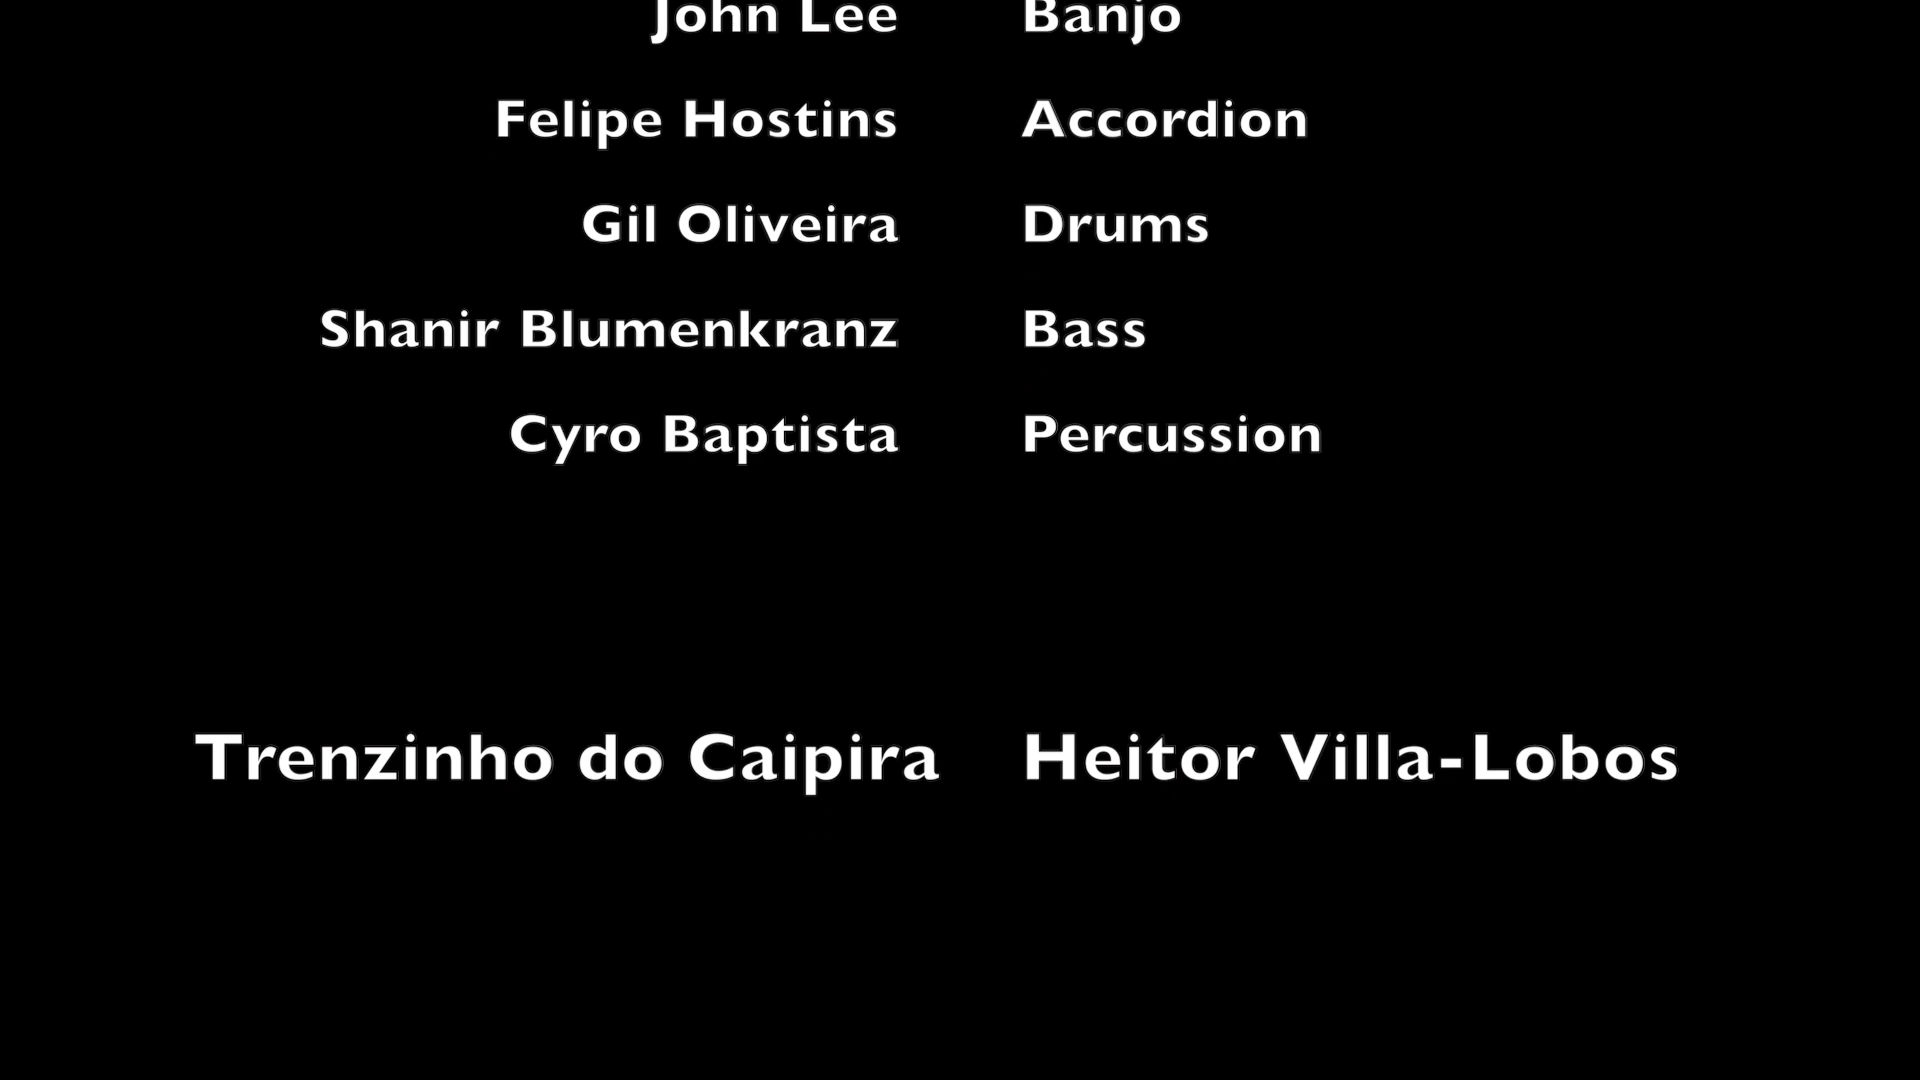 John Lee Banjo
Felipe Hostins Accordion
Gil Oliveira Drums
Shanir Blumenkranz Bass
Cyro Baptista Percussion
Trenzinho do Caipira Heitor Villa-Lobos